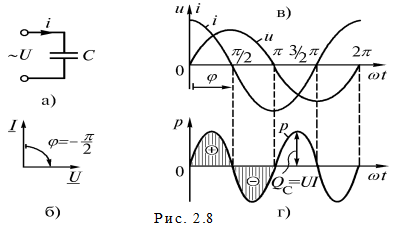 i
~U
C
а)
I
φ=−π/2
U
б)
u i
в)
i
u
0
π/2
π
3/2 π
2π
ωt
φ
p
+
−
p
Q_C=UI
0
ωt
г)
Рис. 2.8